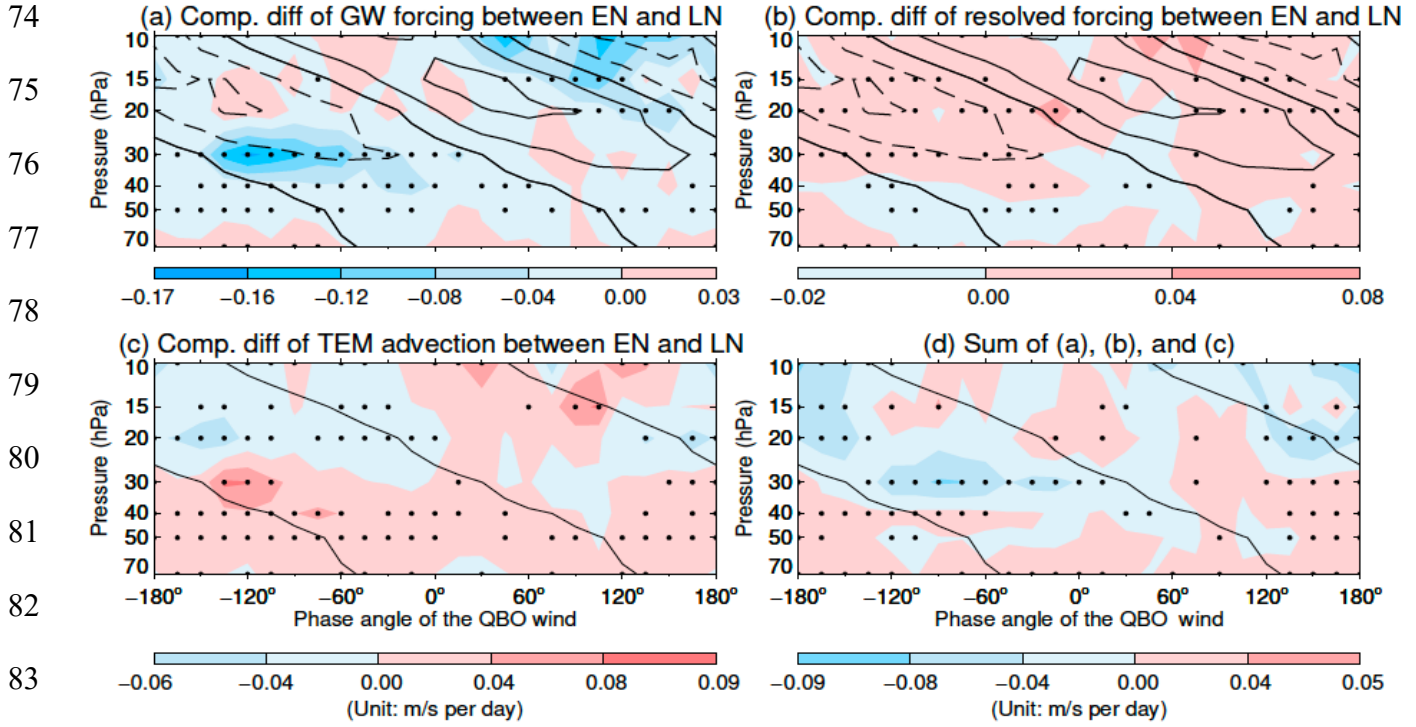 74
(a) Comp. diff of GW forcing between EN and LN
(b) Comp. diff of resolved forcing between EN and LN
75
76
77
Pressure (hPa)
10
15
20
30
40
50
70
Pressure (hPa)
10
15
20
30
40
50
70
−0.17 −0.16 −0.12 −0.08 −0.04 0.00 0.03
−0.02 0.00 0.04 0.08
78
(c) Comp. diff of TEM advection between EN and LN
(d) Sum of (a), (b), and (c)
79
80
81
Pressure (hPa)
10
15
20
30
40
50
70
Pressure (hPa)
10
15
20
30
40
50
70
−180° −120° −60° 0° 60° 120° 180°
−180° −120° −60° 0° 60° 120° 180°
82
Phase angle of the QBO wind
Phase angle of the QBO wind
83
−0.06 −0.04 0.00 0.04 0.08 0.09
−0.09 −0.08 −0.04 0.00 0.04 0.05
(Unit: m/s per day)
(Unit: m/s per day)